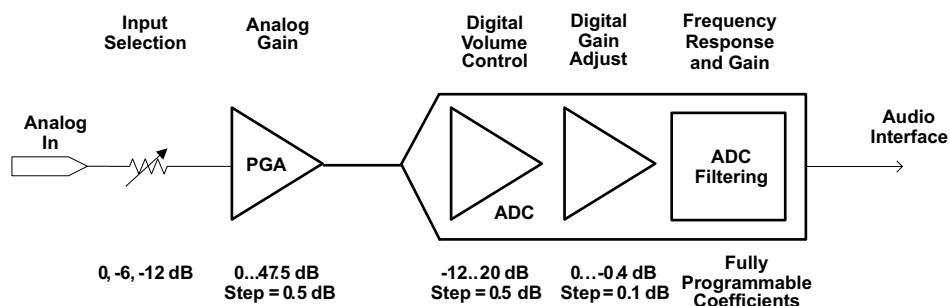 Input
Selection
Analog
Gain
Digital
Volume
Control
Digital
Gain
Adjust
Frequency
Response
and Gain
Analog
In
PGA
ADC
ADC
Filtering
Audio
Interface
0, -6, -12 dB
0...47.5 dB
Step = 0.5 dB
-12..20 dB
Step = 0.5 dB
0...-0.4 dB
Step = 0.1 dB
Fully
Programmable
Coefficients